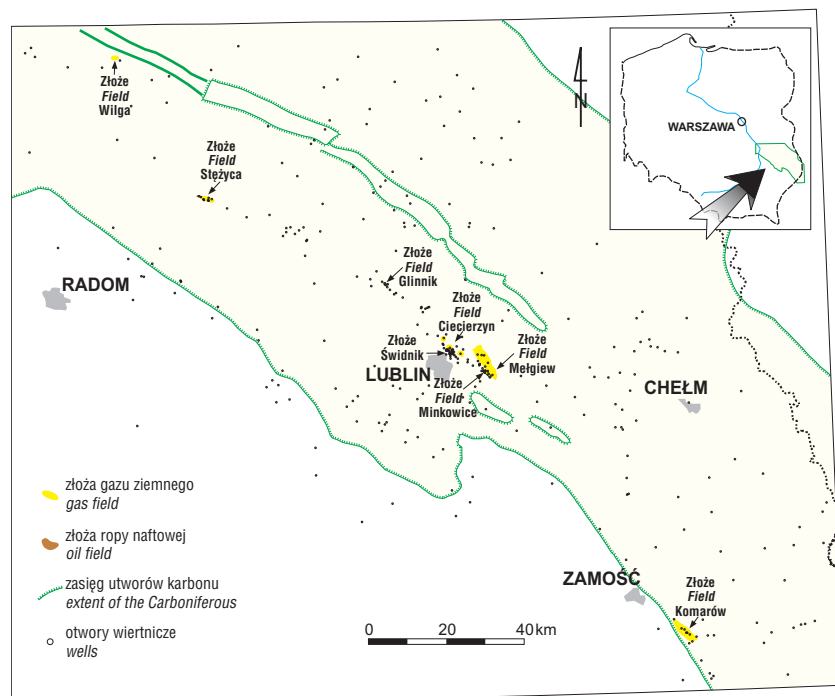 Złoże
Field
Wilga
Złoże
Field
Stężyca
N
WARSZAWA
RADOM
Złoże
Field
Glinnik
Złoże
Field
Ciecierzyn
Złoże
Świdnik
Złoże
Field
Mełgiew
LUBLIN
Złoże
Field
Minkowice
CHEŁM
złoża gazu ziemnego
gas field
złoża ropy naftowej
oil field
zasięg utworów karbonu
extent of the Carboniferous
otwory wiertnicze
wells
ZAMOŚĆ
Złoże
Field
Komarów
0 20 40 km